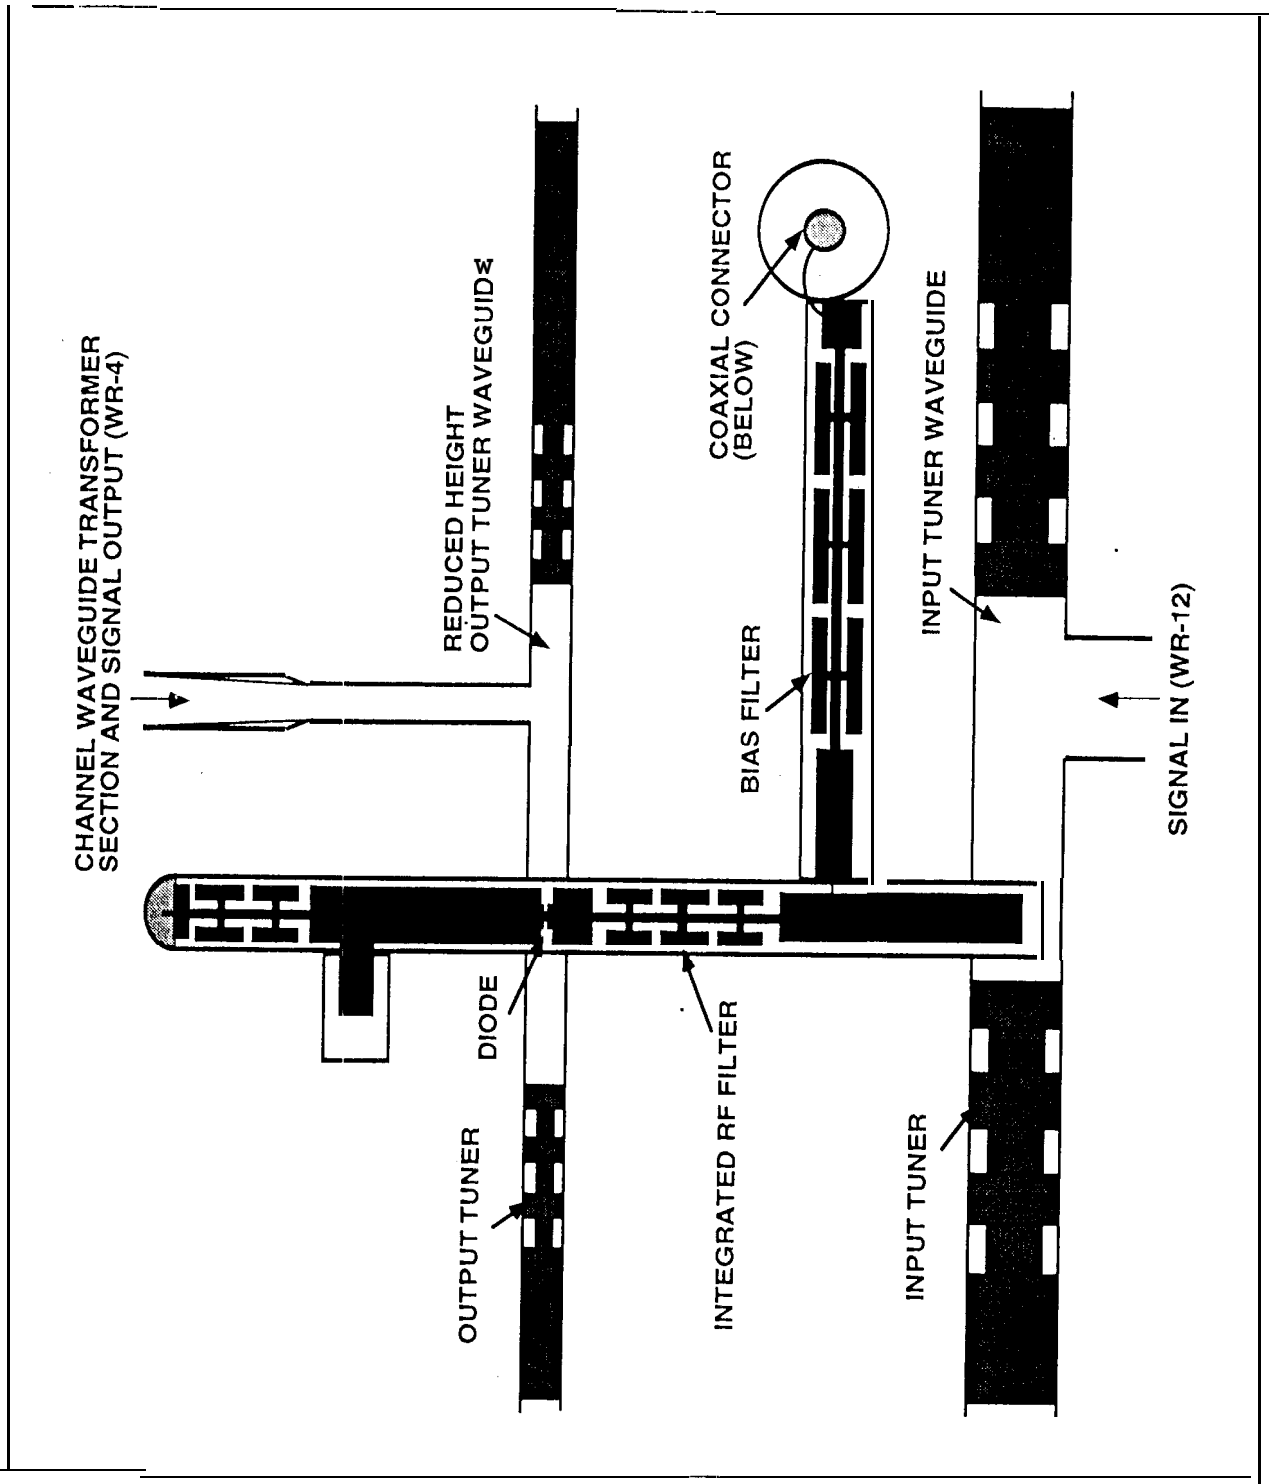 CHANNEL WAVEGUIDE TRANSFORMER
SECTION AND SIGNAL OUTPUT (WR-4)
REDUCED HEIGHT
OUTPUT TUNER WAVEGUIDE
COAXIAL CONNECTOR
(BELOW)
INPUT TUNER WAVEGUIDE
BIAS FILTER
SIGNAL IN (WR-12)
DIODE
OUTPUT TUNER
INTEGRATED RF FILTER
INPUT TUNER